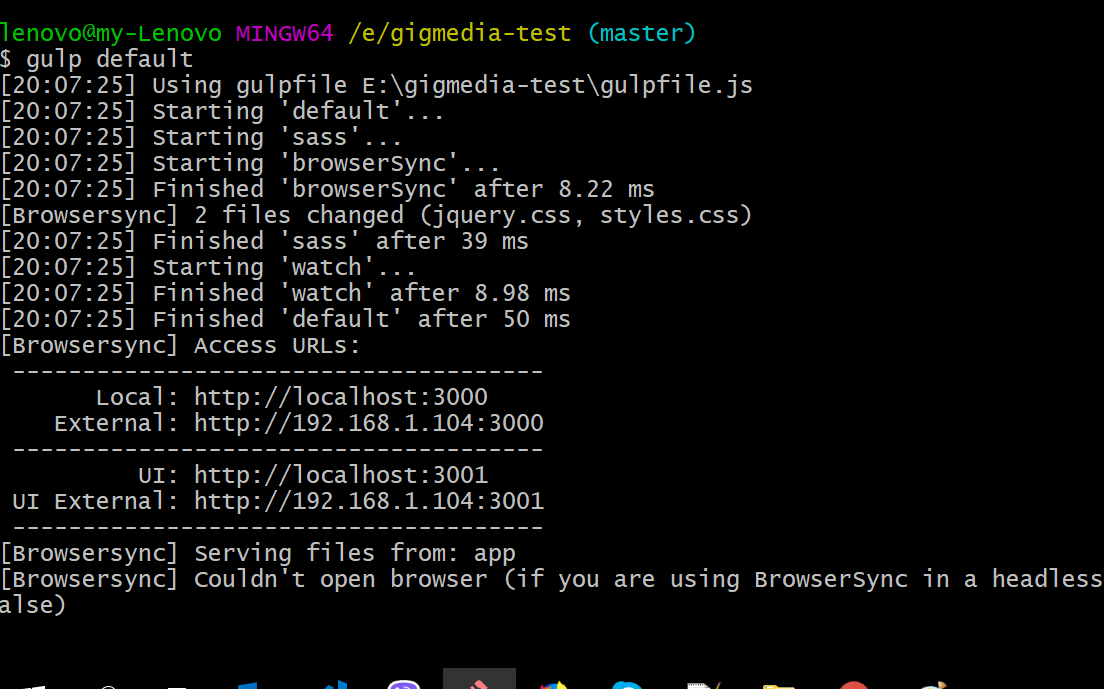 lenovo@my-Lenovo MINGW64 /e/gigmedia-test (master)
$ gulp default
[20:07:25] Using gulpfile E:\gigmedia-test\gulpfile.js
[20:07:25] Starting 'default'...
[20:07:25] Starting 'sass'...
[20:07:25] Starting 'browserSync'...
[20:07:25] Finished 'browserSync' after 8.22 ms
[Browsersync] 2 files changed (jquery.css, styles.css)
[20:07:25] Finished 'sass' after 39 ms
[20:07:25] Starting 'watch'...
[20:07:25] Finished 'watch' after 8.98 ms
[20:07:25] Finished 'default' after 50 ms
[Browsersync] Access URLs:
--------------------------------------
Local: http://localhost:3000
External: http://192.168.1.104:3000
--------------------------------------
UI: http://localhost:3001
UI External: http://192.168.1.104:3001
--------------------------------------
[Browsersync] Serving files from: app
[Browsersync] Couldn't open browser (if you are using BrowserSync in a headless
alse)